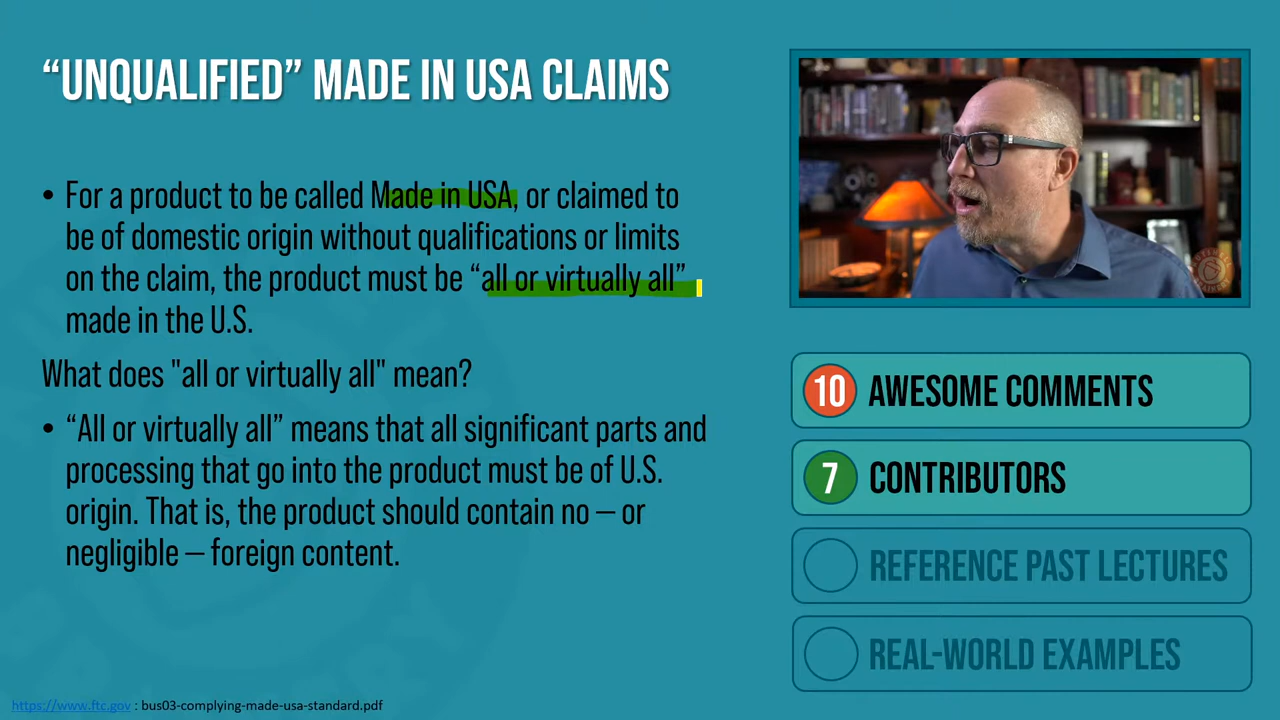 “UNQUALIFIED” MADE IN USA CLAIMS
• For a product to be called Made in USA, or claimed to
be of domestic origin without qualifications or limits
on the claim, the product must be “all or virtually all”
made in the U.S.
What does "all or virtually all" mean?
• “All or virtually all” means that all significant parts and
processing that go into the product must be of U.S.
origin. That is, the product should contain no – or
negligible – foreign content.
https://www.ftc.gov : bus03-complying-made-usa-standard.pdf
10 AWESOME COMMENTS
7 CONTRIBUTORS
REFERENCE PAST LECTURES
REAL-WORLD EXAMPLES